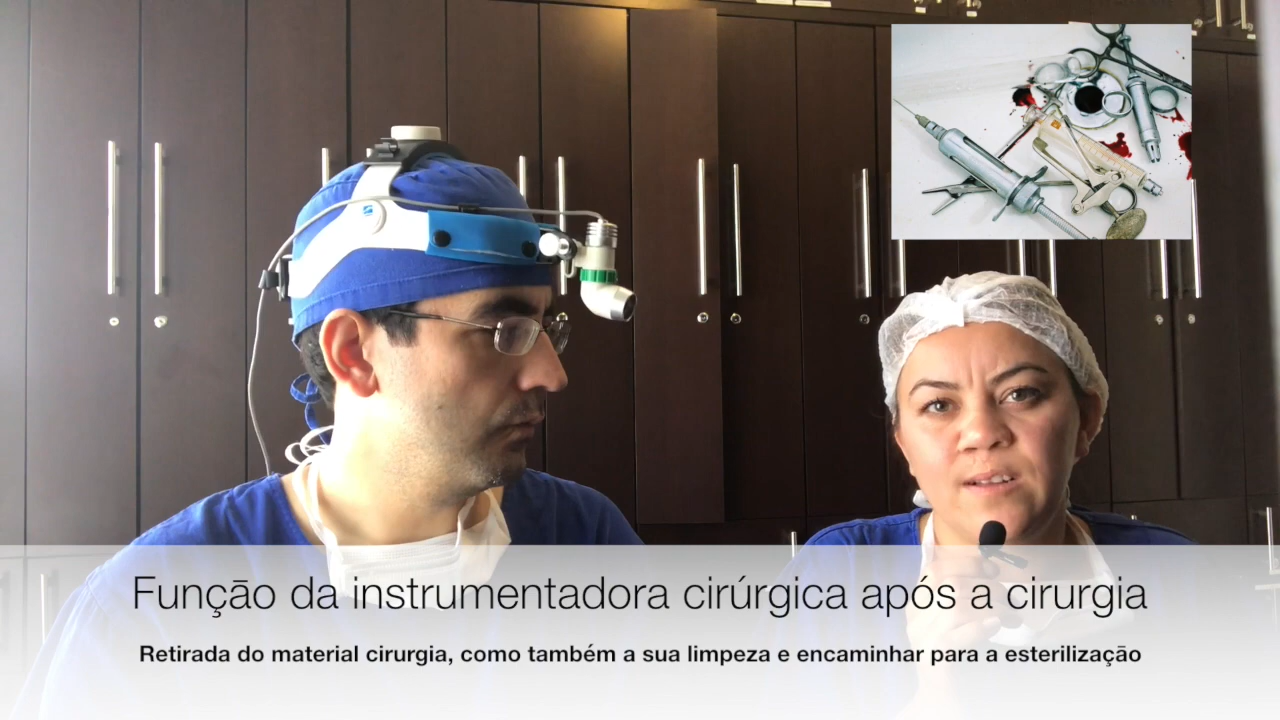 Função da instrumentadora cirúrgica após a cirurgia
Retirada do material cirurgia, como também a sua limpeza e encaminhar para a esterilização